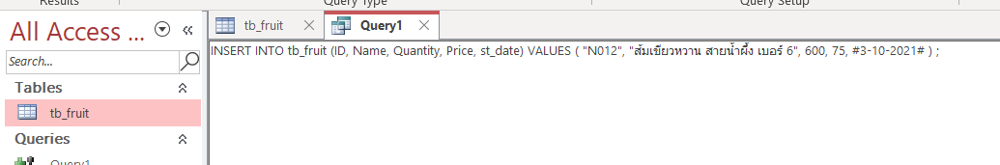 Results
Query Type
Query Setup
All Access ...
tb_fruit
Query1
Search...
Tables
tb_fruit
Queries
Query1
INSERT INTO tb_fruit (ID, Name, Quantity, Price, st_date) VALUES ( "N012", "ส้มเขียวหวาน สายน้ำผึ้ง เบอร์ 6", 600, 75, #3-10-2021# ) ;